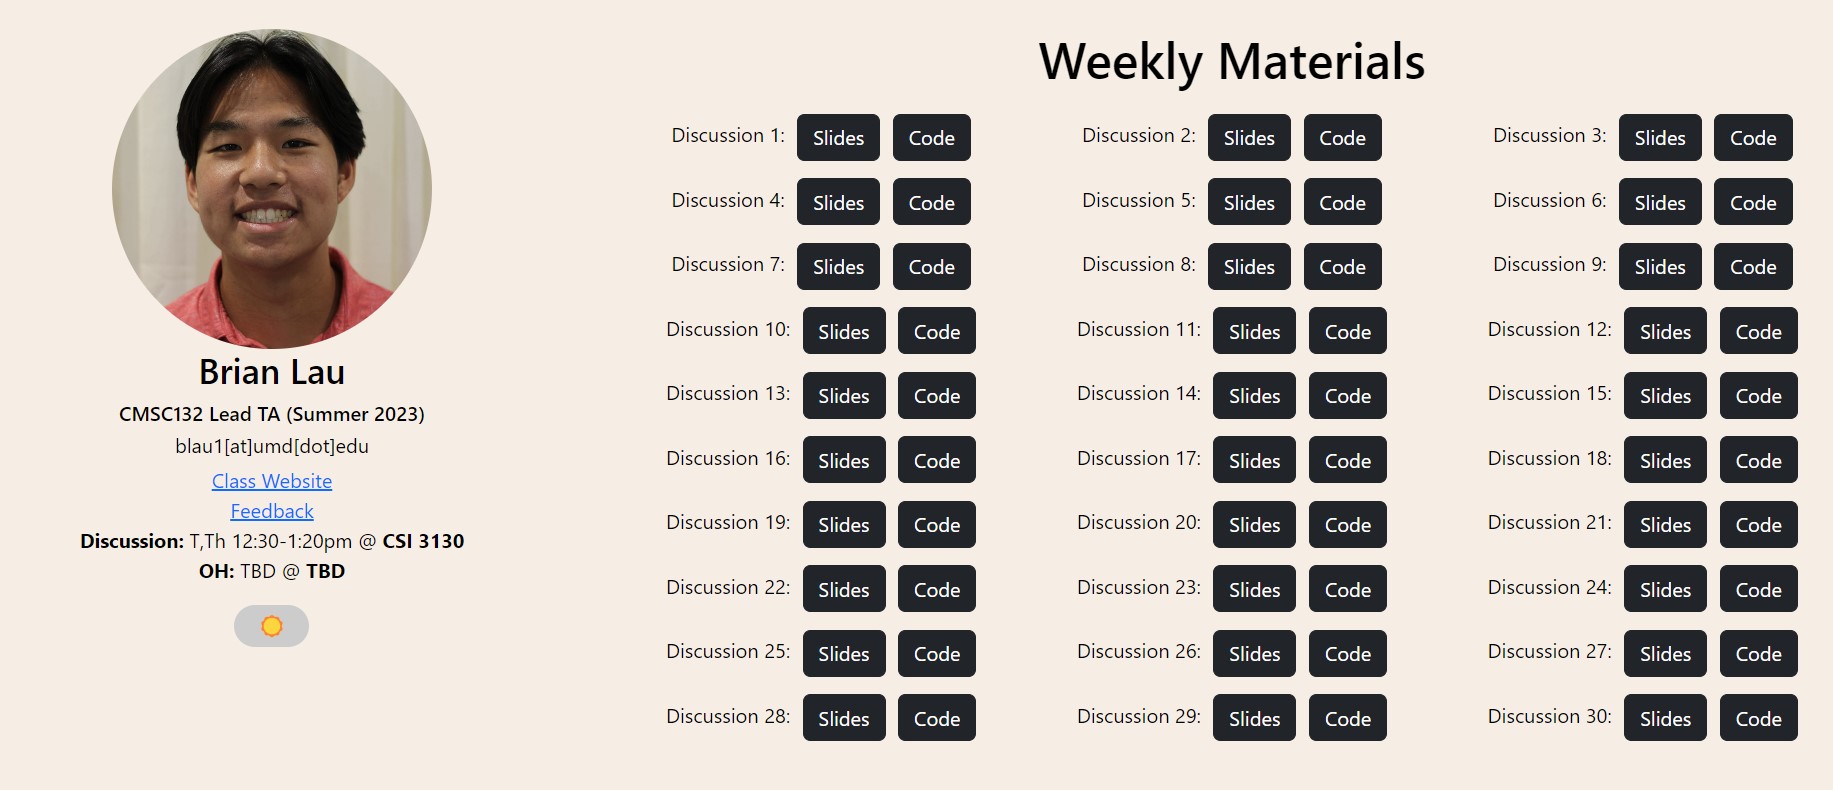 Weekly Materials
Brian Lau
CMSC132 Lead TA (Summer 2023)
blau1[at]umd[dot]edu
Class Website
Feedback
Discussion: T,Th 12:30-1:20pm @ CSI 3130
OH: TBD @ TBD
Discussion 1: Slides Code Discussion 2: Slides Code Discussion 3: Slides Code
Discussion 4: Slides Code Discussion 5: Slides Code Discussion 6: Slides Code
Discussion 7: Slides Code Discussion 8: Slides Code Discussion 9: Slides Code
Discussion 10: Slides Code Discussion 11: Slides Code Discussion 12: Slides Code
Discussion 13: Slides Code Discussion 14: Slides Code Discussion 15: Slides Code
Discussion 16: Slides Code Discussion 17: Slides Code Discussion 18: Slides Code
Discussion 19: Slides Code Discussion 20: Slides Code Discussion 21: Slides Code
Discussion 22: Slides Code Discussion 23: Slides Code Discussion 24: Slides Code
Discussion 25: Slides Code Discussion 26: Slides Code Discussion 27: Slides Code
Discussion 28: Slides Code Discussion 29: Slides Code Discussion 30: Slides Code